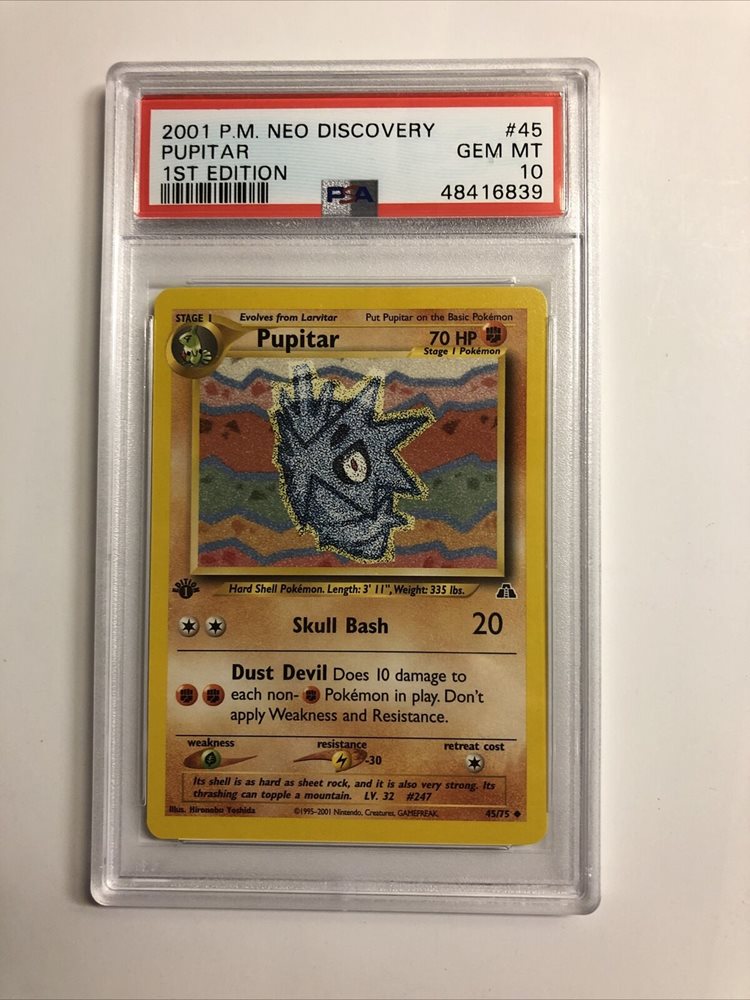 2001 P.M. NEO DISCOVERY #45
PUPITAR GEM MT
1ST EDITION 10
PSA 48416839
STAGE 1 Evolves from Larvitar Put Pupitar on the Basic Pokémon
Pupitar 70 HP
Stage 1 Pokémon
EDITION 1
Hard Shell Pokémon. Length: 3' 11", Weight: 335 lbs.
Skull Bash 20
Dust Devil Does 10 damage to
each non- Pokémon in play. Don't
apply Weakness and Resistance.
weakness resistance retreat cost
-30
Its shell is as hard as sheet rock, and it is also very strong. Its
thrashing can topple a mountain. LV. 32 #247
Illus. Hironobu Yoshida ©1995-2001 Nintendo, Creatures, GAMEFREAK. 45/75